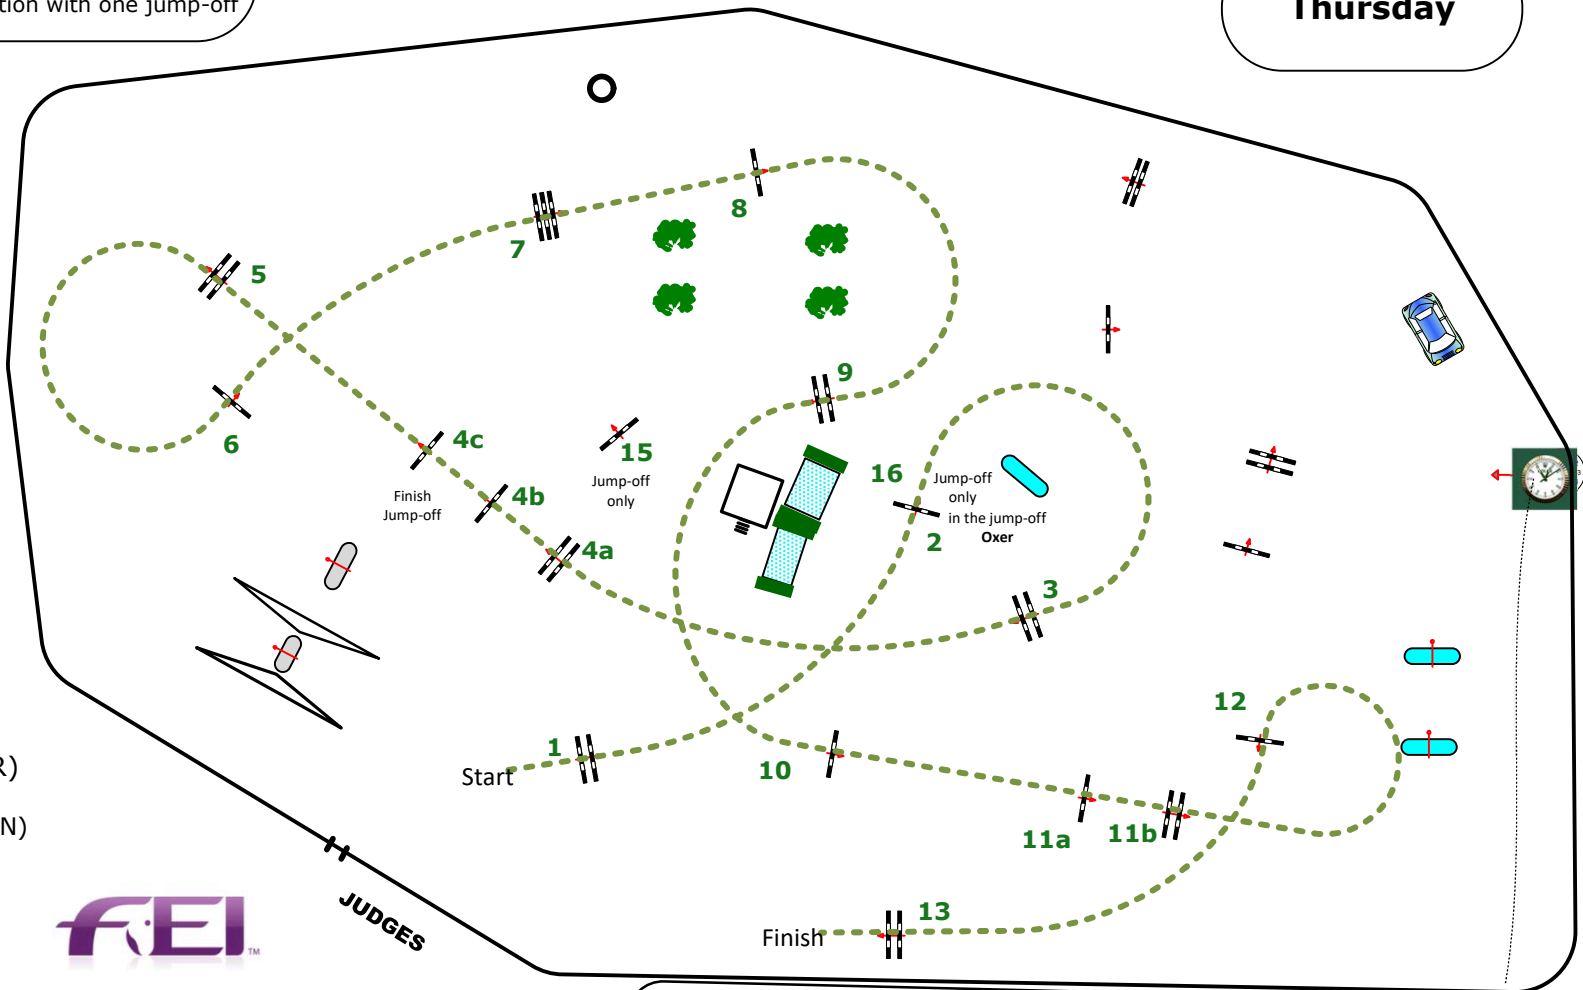 tion with one jump-off
Thursday
8
7
5
9
6
4c
15
Jump-off
only
16
Jump-off
only
in the jump-off
Oxer
Finish
Jump-off
4b
2
4a
3
12
1
Start
10
R)
11a
11b
N)
13
Finish
JUDGES
FEI
TM